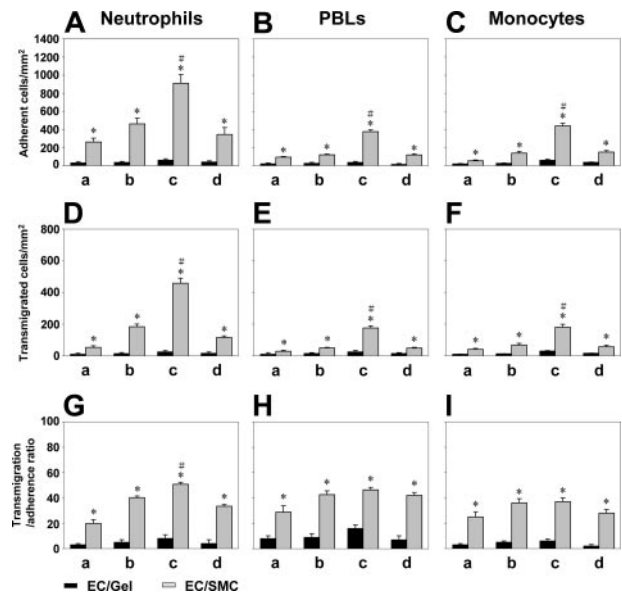 A Neutrophils B PBLs C Monocytes
Adherent cells/mm²
1400
1200
1000
800
600
400
200
0
* * # * *
* * # * *
* * # * *
a b c d a b c d a b c d
D E F
Transmigrated cells/mm²
800
600
400
200
0
* * # * *
* * # * *
* * # * *
a b c d a b c d a b c d
G H I
Transmigration
/adherence ratio
100
80
60
40
20
0
* * # * *
* * * *
* * * *
a b c d a b c d a b c d
EC/Gel EC/SMC